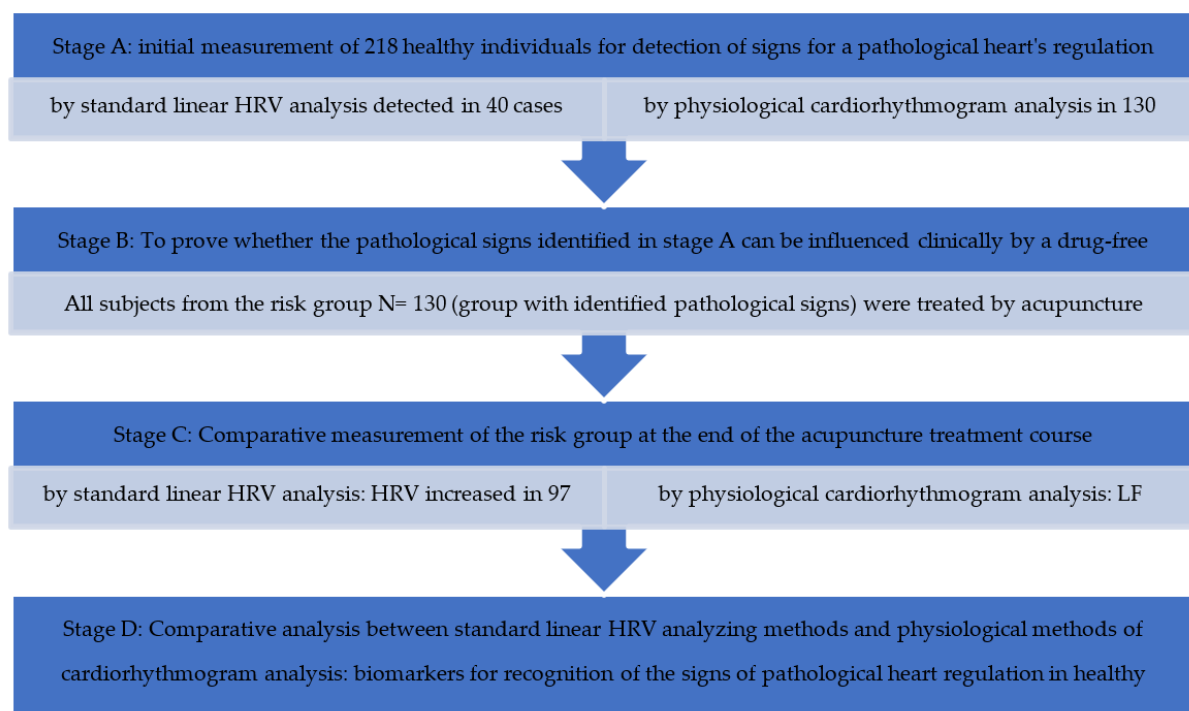 Stage A: initial measurement of 218 healthy individuals for detection of signs for a pathological heart's regulation
by standard linear HRV analysis detected in 40 cases
by physiological cardiorhythmogram analysis in 130
Stage B: To prove whether the pathological signs identified in stage A can be influenced clinically by a drug-free
All subjects from the risk group N= 130 (group with identified pathological signs) were treated by acupuncture
Stage C: Comparative measurement of the risk group at the end of the acupuncture treatment course
by standard linear HRV analysis: HRV increased in 97
by physiological cardiorhythmogram analysis: LF
Stage D: Comparative analysis between standard linear HRV analyzing methods and physiological methods of
cardiorhythmogram analysis: biomarkers for recognition of the signs of pathological heart regulation in healthy